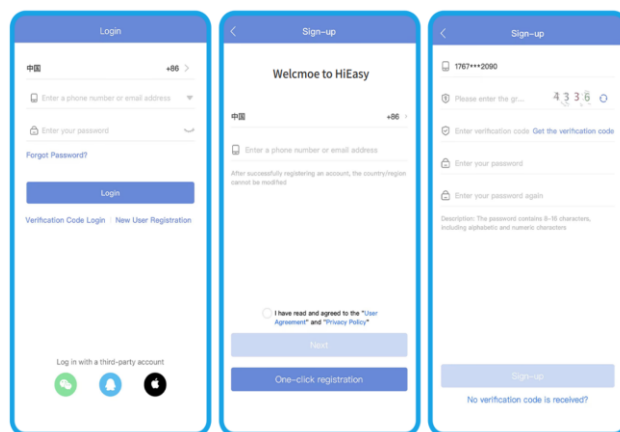 Login
中国
+86
Enter a phone number or email address
Enter your password
Forgot Password?
Login
Verification Code Login
New User Registration
Log in with a third-party account
Sign-up
Welcmoe to HiEasy
中国
+86
Enter a phone number or email address
After successfully registering an account, the country/region
cannot be modified
I have read and agreed to the "User
Agreement" and "Privacy Policy"
Next
One-click registration
Sign-up
1767***2090
Please enter the gr...
4336
Enter verification code
Get the verification code
Enter your password
Enter your password again
Description: The password contains 8-16 characters,
including alphabetic and numeric characters
Sign-up
No verification code is received?